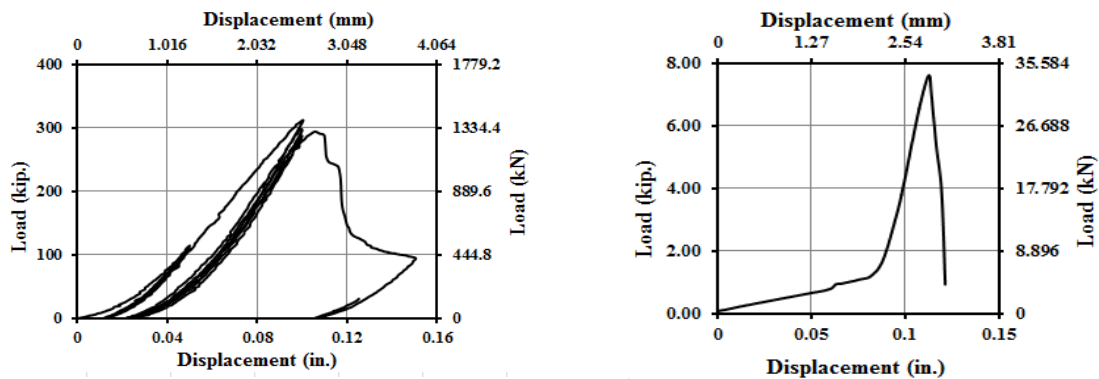 Displacement (mm)
0 1.016 2.032 3.048 4.064
400 1779.2
300 1334.4
200 889.6
100 444.8
0 0
Load (kip.)
Load (kN)
0 0.04 0.08 0.12 0.16
Displacement (in.)
Displacement (mm)
0 1.27 2.54 3.81
8.00 35.584
6.00 26.688
4.00 17.792
2.00 8.896
0.00 0
Load (kip.)
Load (kN)
0 0.05 0.1 0.15
Displacement (in.)